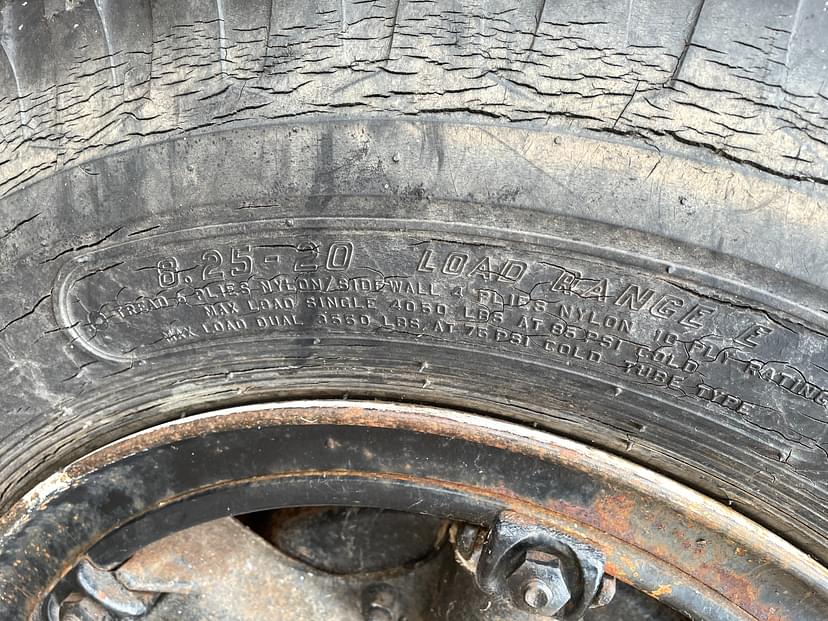 8.25-20 LOAD RANGE E
TREAD 6 PLIES NYLON/SIDEWALL 4 PLIES NYLON 10 PLY RATING
MAX LOAD SINGLE 4050 LBS AT 85 PSI COLD
MAX LOAD DUAL 3550 LBS. AT 75 PSI COLD TUBE TYPE